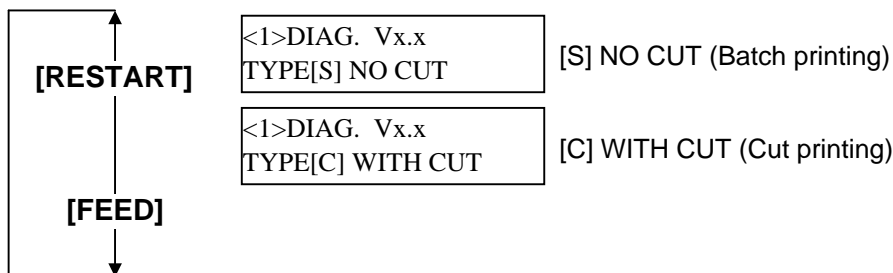 <1>DIAG.  Vx.x
TYPE[S] NO CUT
[S] NO CUT (Batch printing)
[RESTART]
<1>DIAG.  Vx.x
TYPE[C] WITH CUT
[C] WITH CUT (Cut printing)
[FEED]